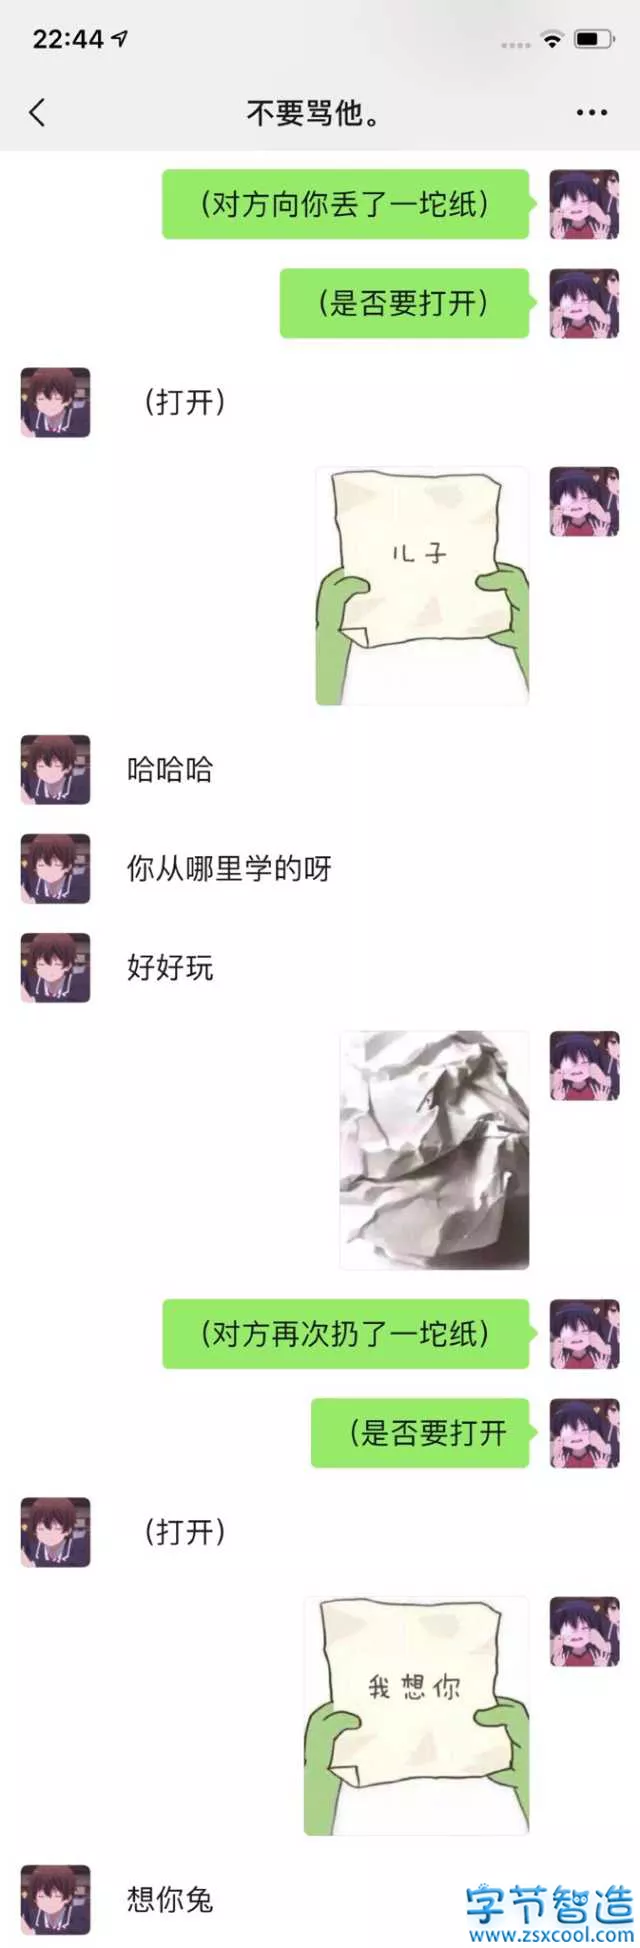 22:44
不要骂他。
（对方向你丢了一坨纸）
（是否要打开）
（打开）
儿子
哈哈哈
你从哪里学的呀
好好玩
（对方再次扔了一坨纸）
（是否要打开
（打开）
我想你
想你兔
字节智造
www.zsxcool.com